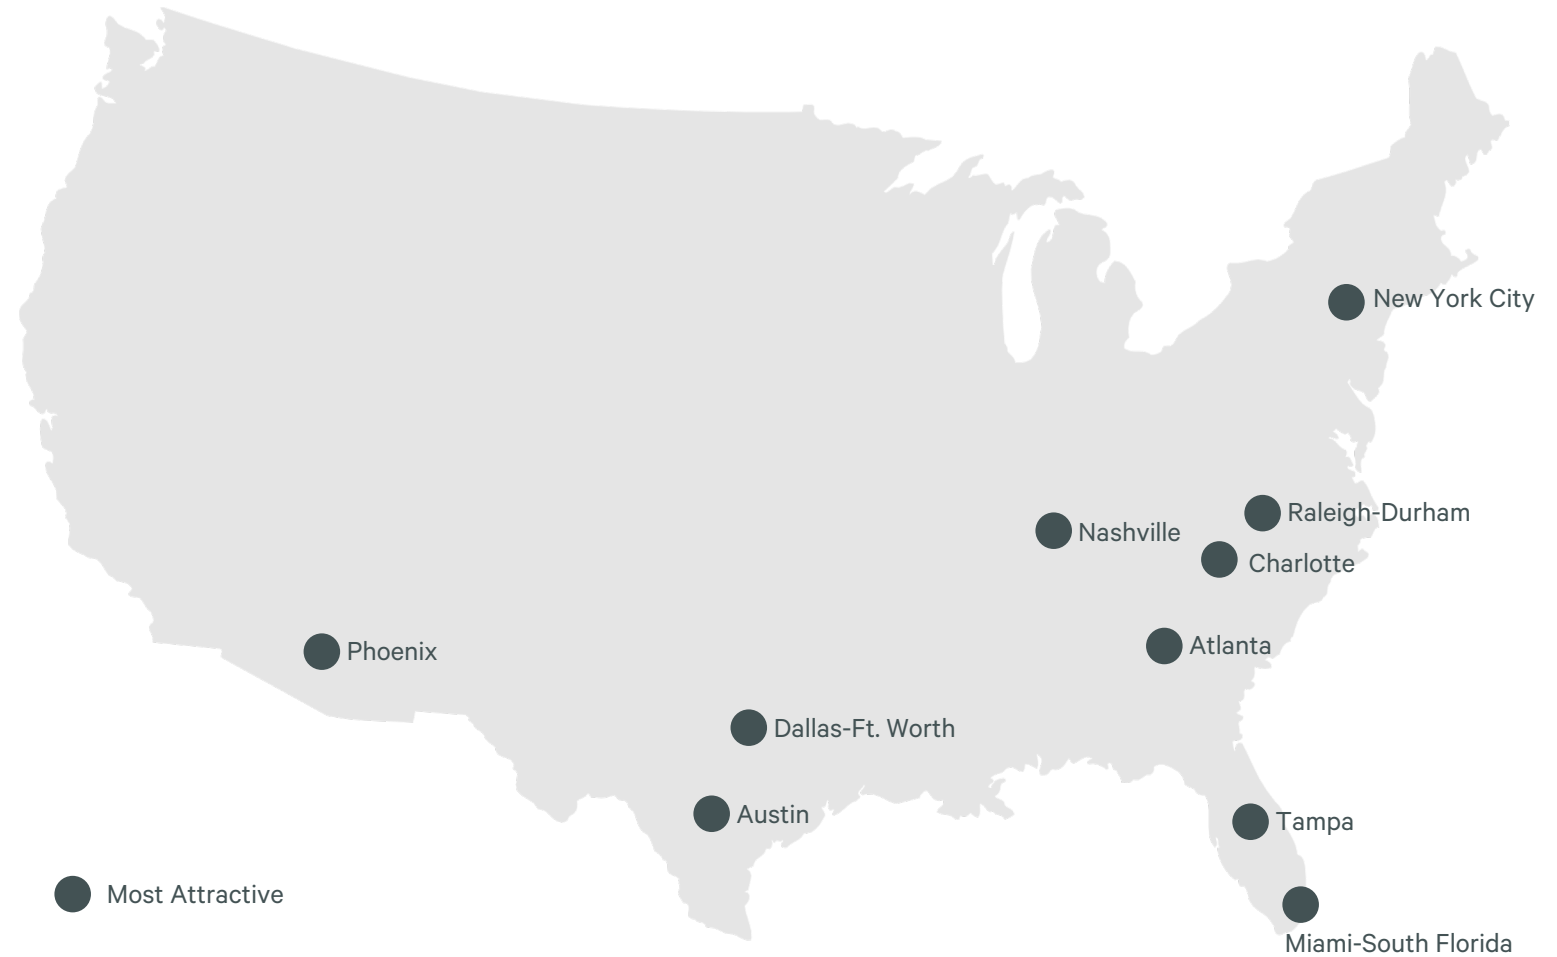 New York City
Raleigh-Durham
Nashville
Charlotte
Atlanta
Phoenix
Dallas-Ft. Worth
Austin
Tampa
Most Attractive
Miami-South Florida